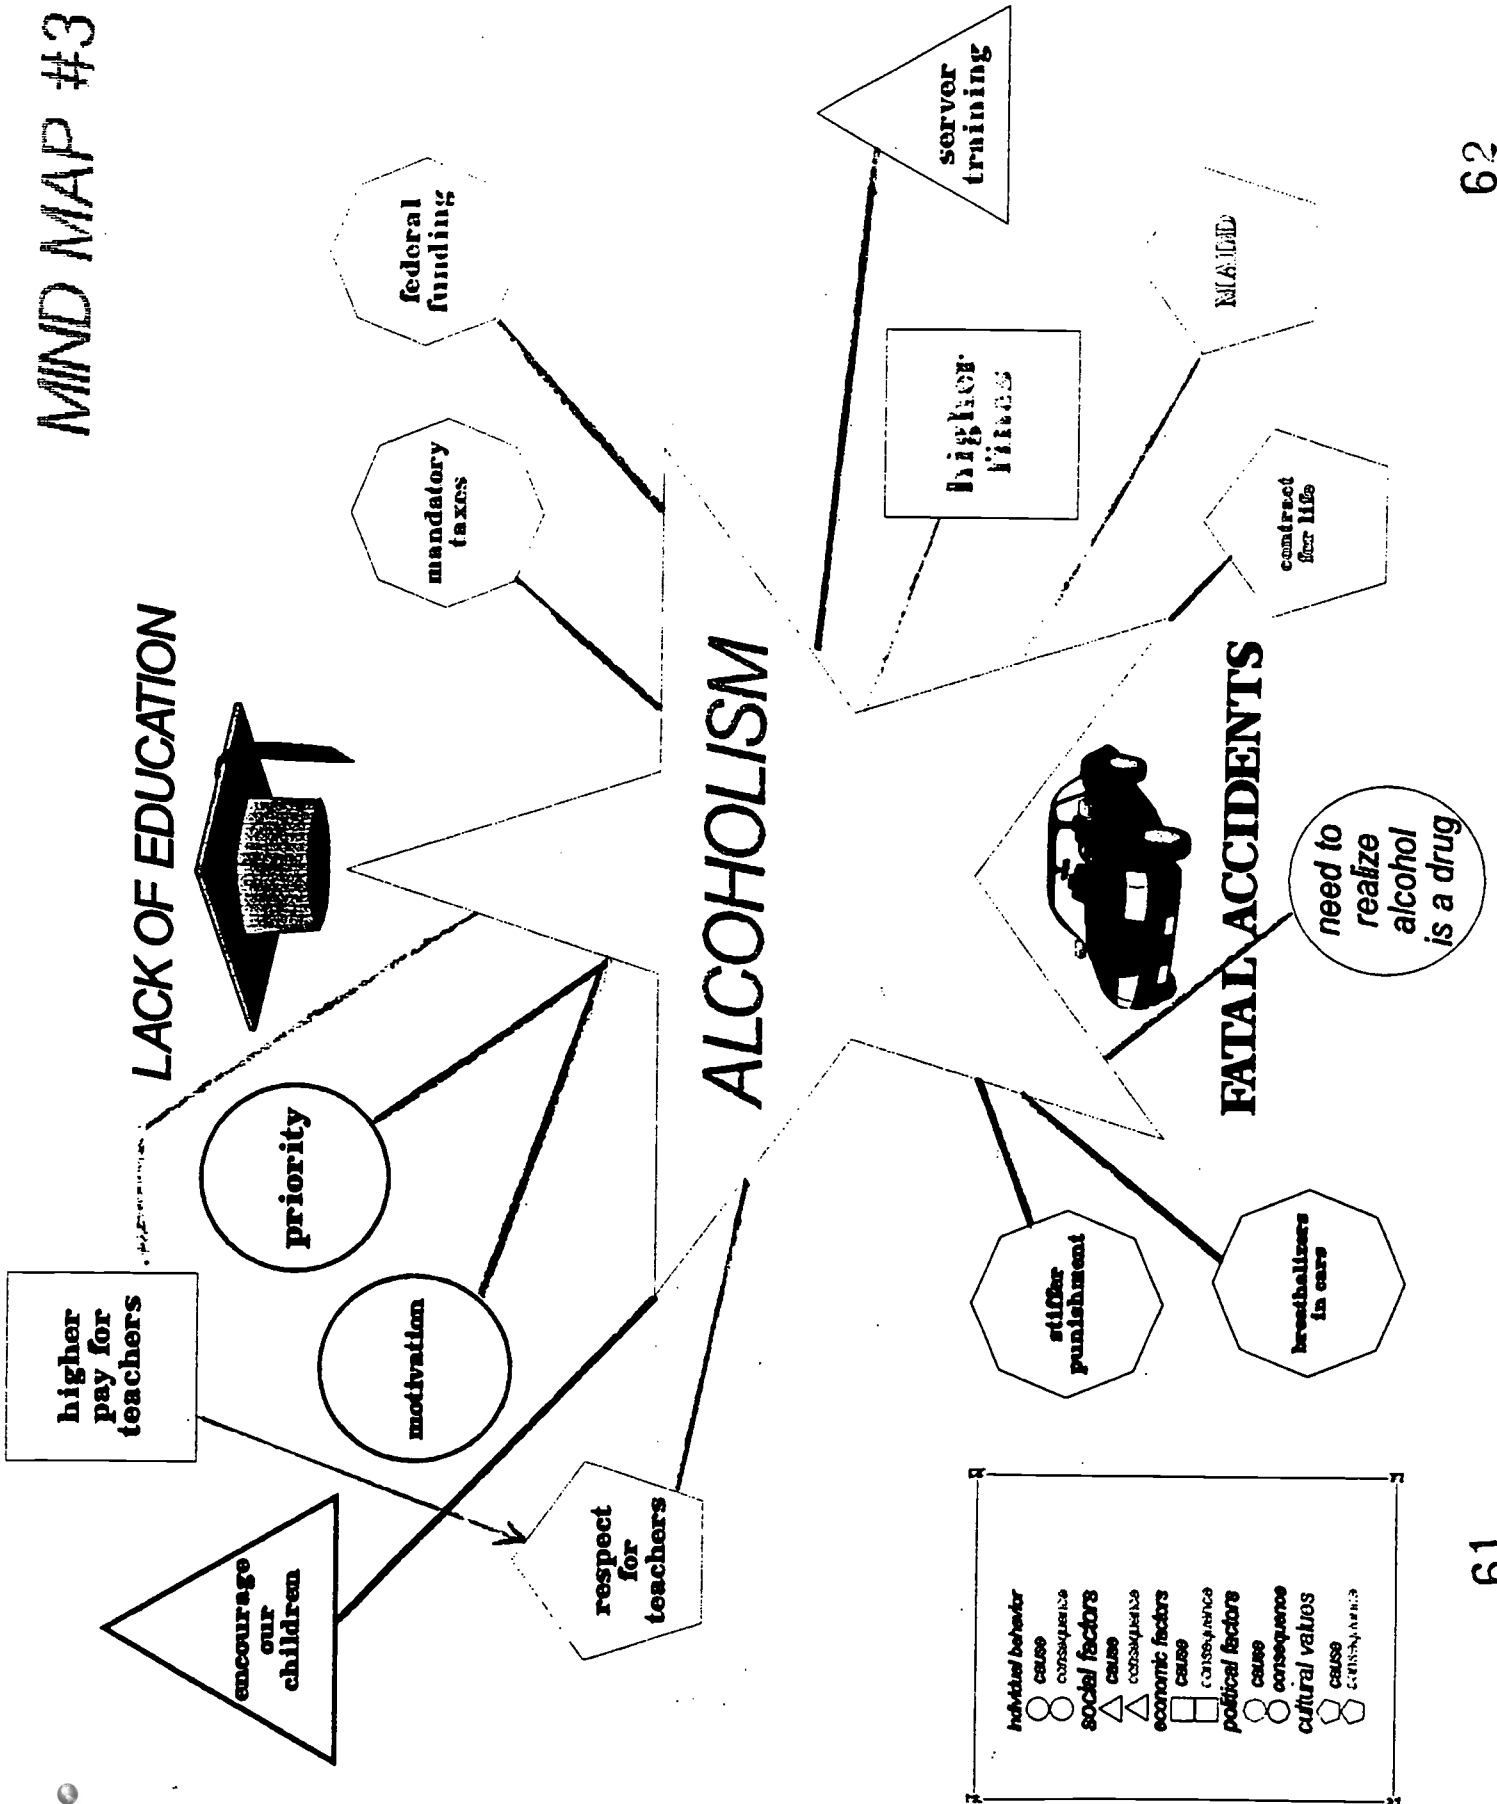 MIND MAP #3
LACK OF EDUCATION
higher
pay for
teachers
priority
motivation
encourage
our
children
respect
for
teachers
mandatory
taxes
federal
funding
ALCOHOLISM
server
training
higher
fines
MADD
contract
for life
FATAL ACCIDENTS
need to
realize
alcohol
is a drug
stiffer
punishment
breathalizers
in cars
individual behavior
cause
consequence
social factors
cause
consequence
economic factors
cause
consequence
political factors
cause
consequence
cultural values
cause
consequence
61
62